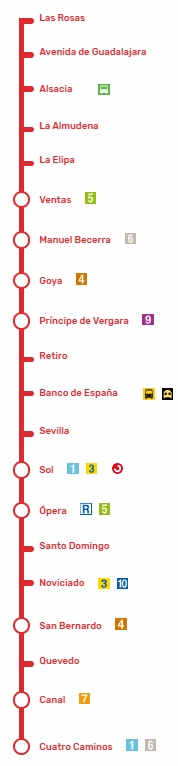 Las Rosas
Avenida de Guadalajara
Alsacia
La Almudena
La Elipa
Ventas 5
Manuel Becerra 6
Goya 4
Príncipe de Vergara 9
Retiro
Banco de España
Sevilla
Sol 1 3
Ópera R 5
Santo Domingo
Noviciado 3 10
San Bernardo 4
Quevedo
Canal 7
Cuatro Caminos 1 6